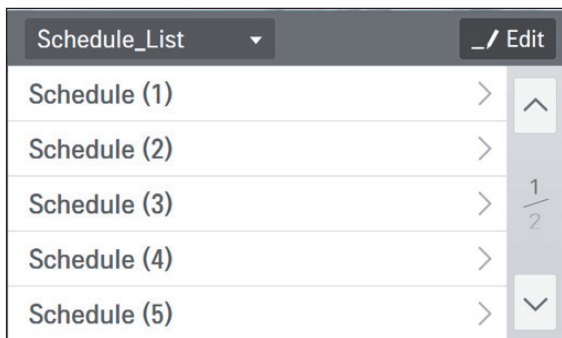 Schedule_List
Edit
Schedule (1)
Schedule (2)
Schedule (3)
Schedule (4)
Schedule (5)
1
2